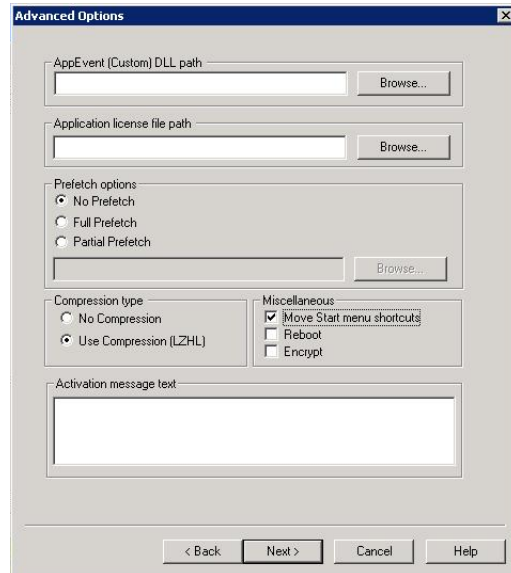 Advanced Options
AppEvent (Custom) DLL path
Browse...
Application license file path
Browse...
Prefetch options
No Prefetch
Full Prefetch
Partial Prefetch
Browse...
Compression type
No Compression
Use Compression (LZHL)
Miscellaneous
Move Start menu shortcuts
Reboot
Encrypt
Activation message text
< Back
Next >
Cancel
Help